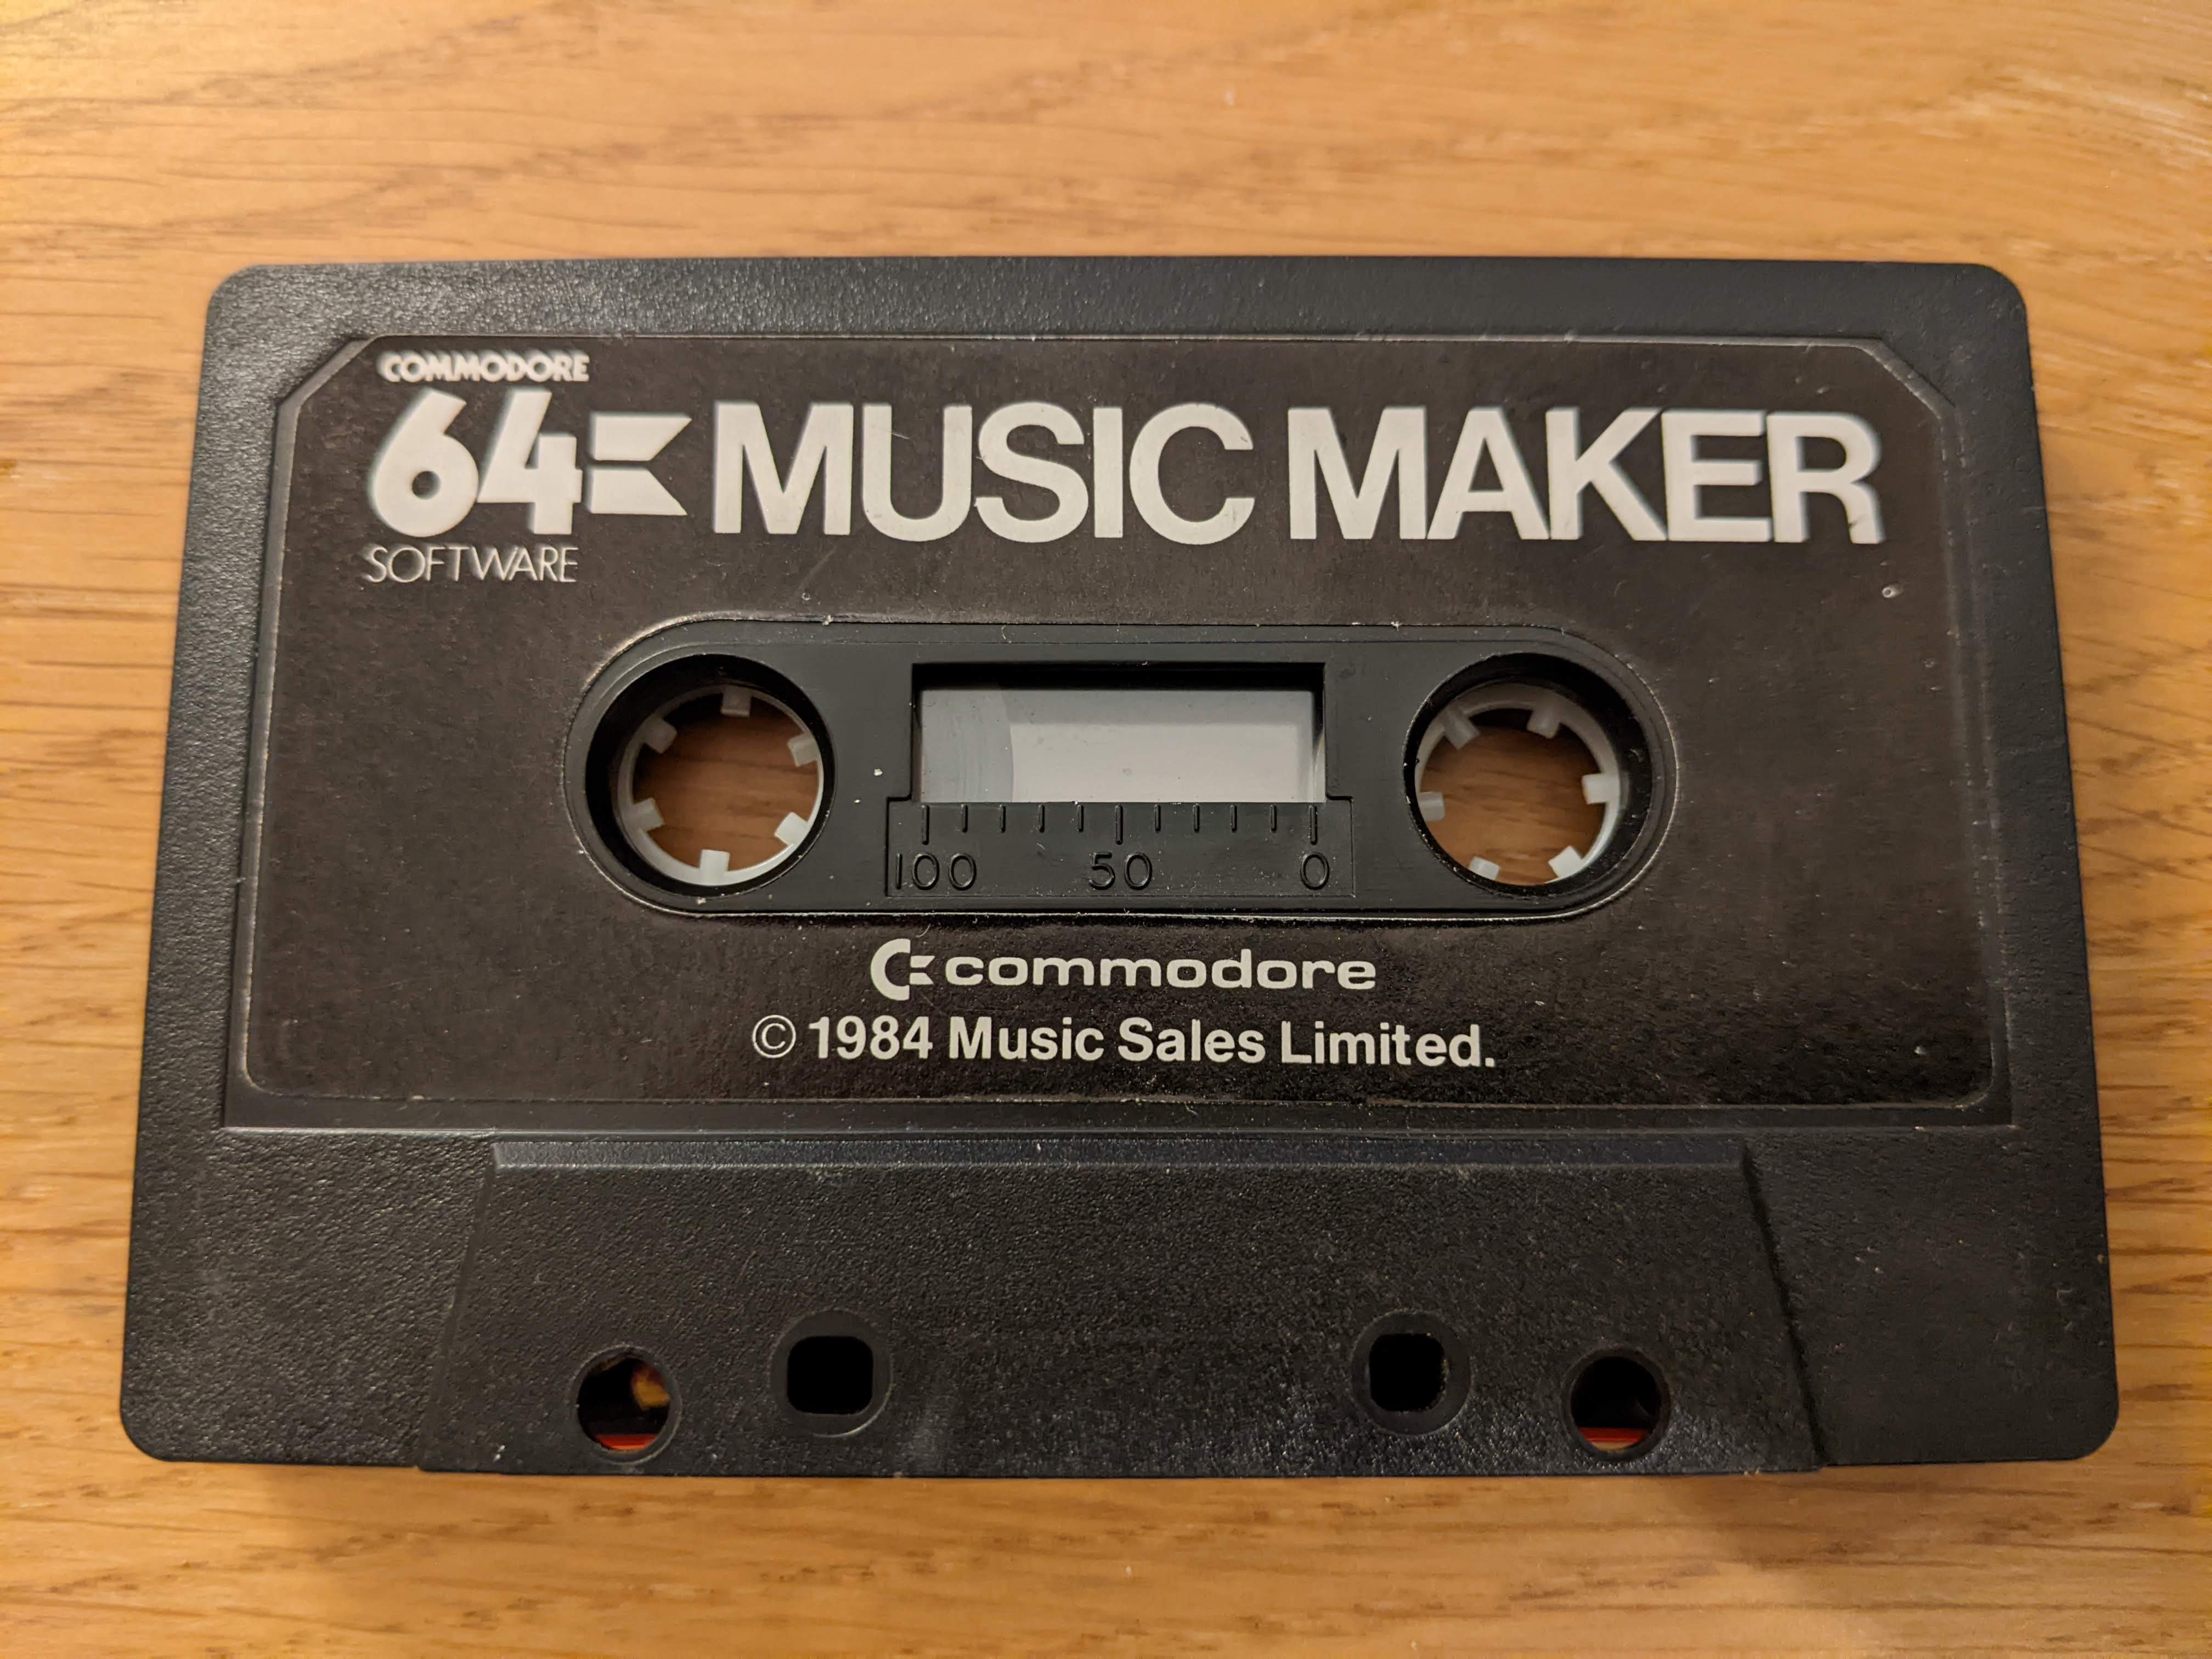 COMMODORE
64 MUSIC MAKER
SOFTWARE
100 50 0
commodore
© 1984 Music Sales Limited.